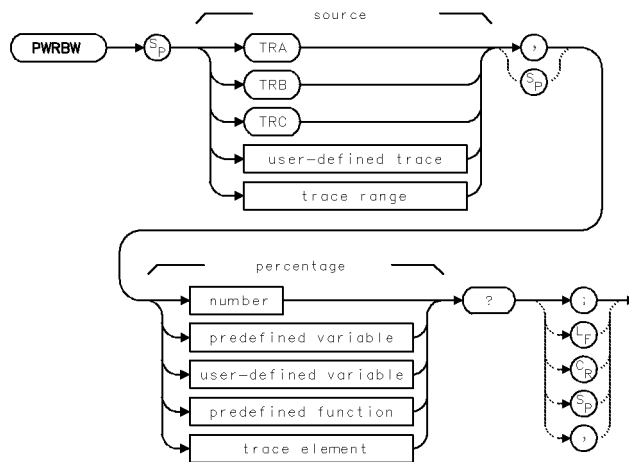 source
PWRBW SP TRA , 
TRB SP
TRC
user-defined trace
trace range
percentage
number ? ;
predefined variable LF
user-defined variable CR
predefined function SP
trace element ,